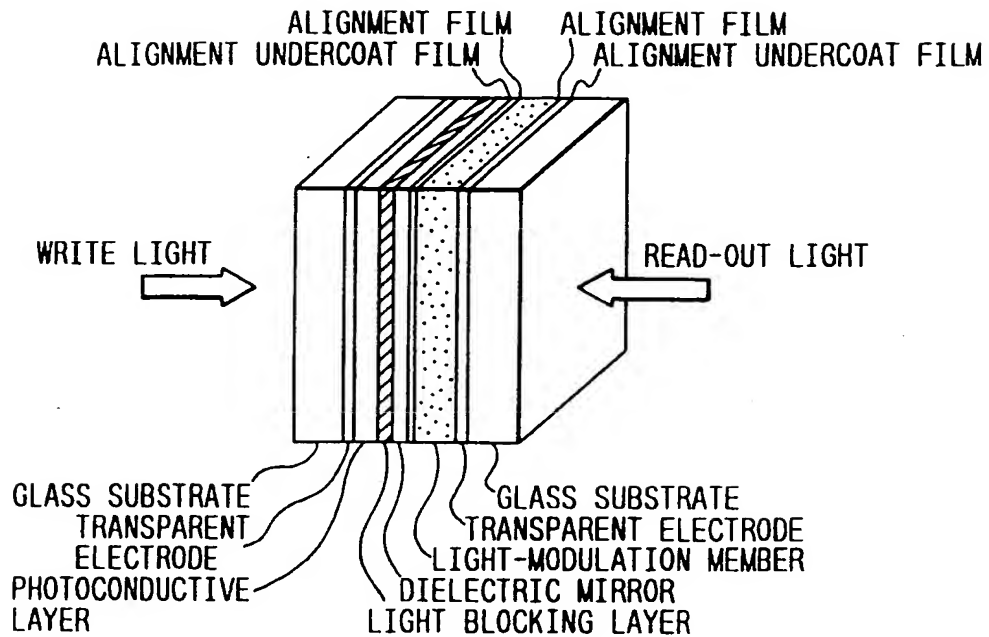 ALIGNMENT FILM
ALIGNMENT UNDERCOAT FILM
ALIGNMENT FILM
ALIGNMENT UNDERCOAT FILM
WRITE LIGHT
READ-OUT LIGHT
GLASS SUBSTRATE
TRANSPARENT
ELECTRODE
PHOTOCONDUCTIVE
LAYER
GLASS SUBSTRATE
TRANSPARENT ELECTRODE
LIGHT-MODULATION MEMBER
DIELECTRIC MIRROR
LIGHT BLOCKING LAYER